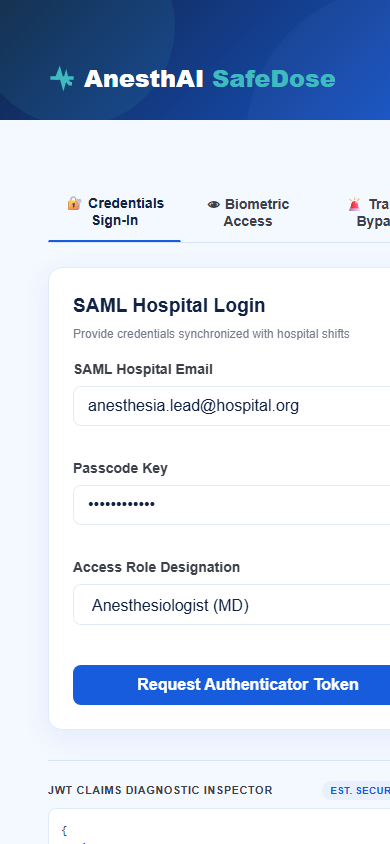 AnesthAI SafeDose
🔐 Credentials Sign-In
👁 Biometric Access
🚨
SAML Hospital Login
Provide credentials synchronized with hospital shifts
SAML Hospital Email
anesthesia.lead@hospital.org
Passcode Key
••••••••••••
Access Role Designation
Anesthesiologist (MD)
Request Authenticator Token
JWT CLAIMS DIAGNOSTIC INSPECTOR
EST.
{